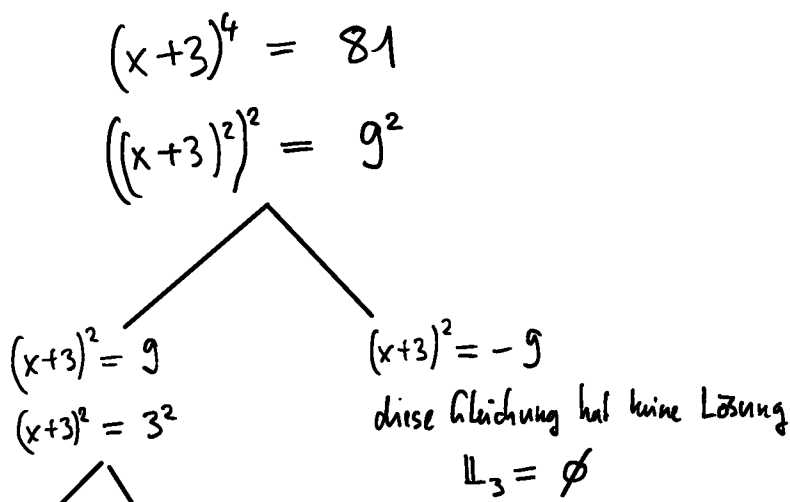 (x+3)⁴ = 81
((x+3)²)² = 9²
(x+3)² = 9
(x+3)² = 3²
(x+3)² = - 9
diese Gleichung hat keine Lösung
𝕃₃ = ∅